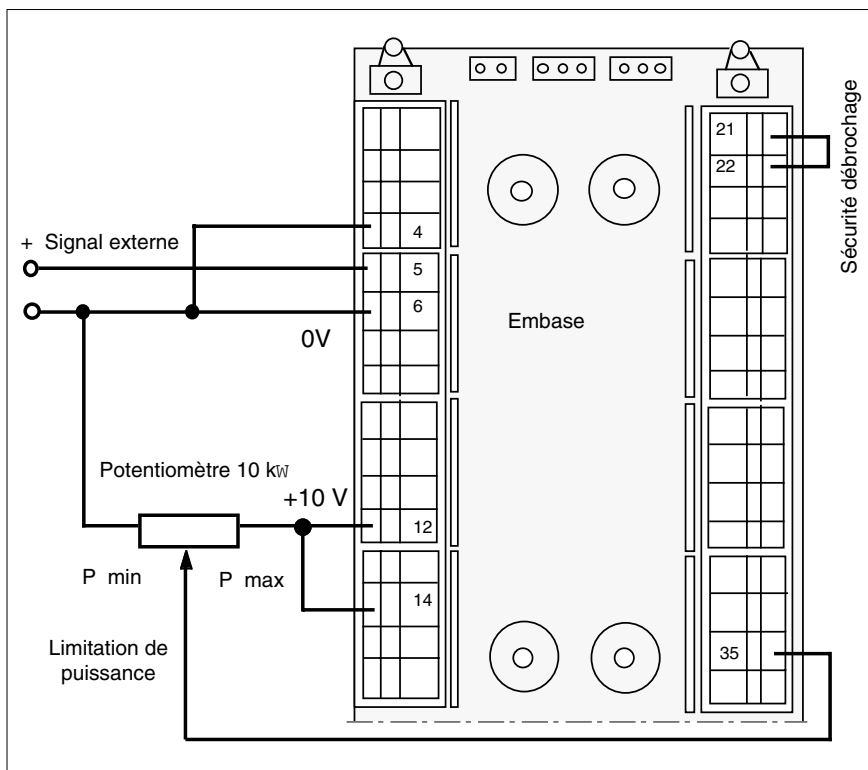 21
22
Sécurité débrochage
4
+ Signal externe
5
6
0V
Embase
Potentiomètre 10 kW
+10 V
12
P min
P max
14
Limitation de
puissance
35